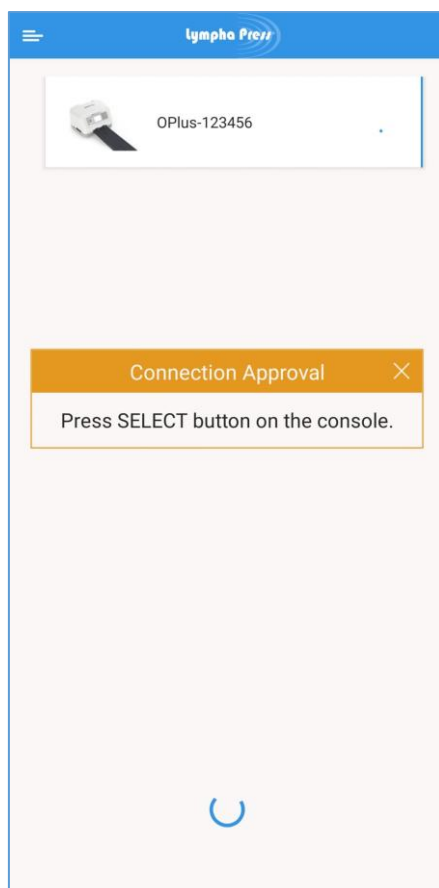 Lympha Press
OPlus-123456
Connection Approval
Press SELECT button on the console.